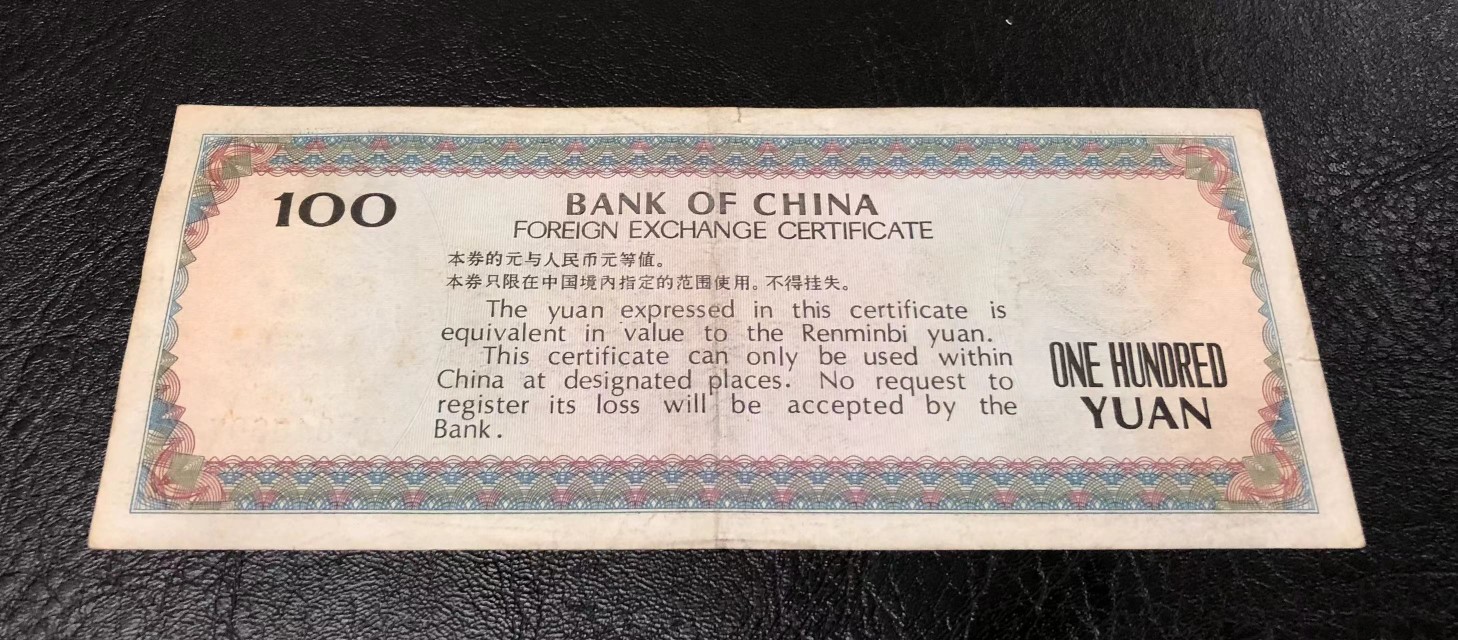 100
BANK OF CHINA
FOREIGN EXCHANGE CERTIFICATE
本券的元与人民币元等值。
本券只限在中国境内指定的范围使用。不得挂失。
The yuan expressed in this certificate is
equivalent in value to the Renminbi yuan.
This certificate can only be used within
China at designated places. No request to
register its loss will be accepted by the
Bank.
ONE HUNDRED
YUAN